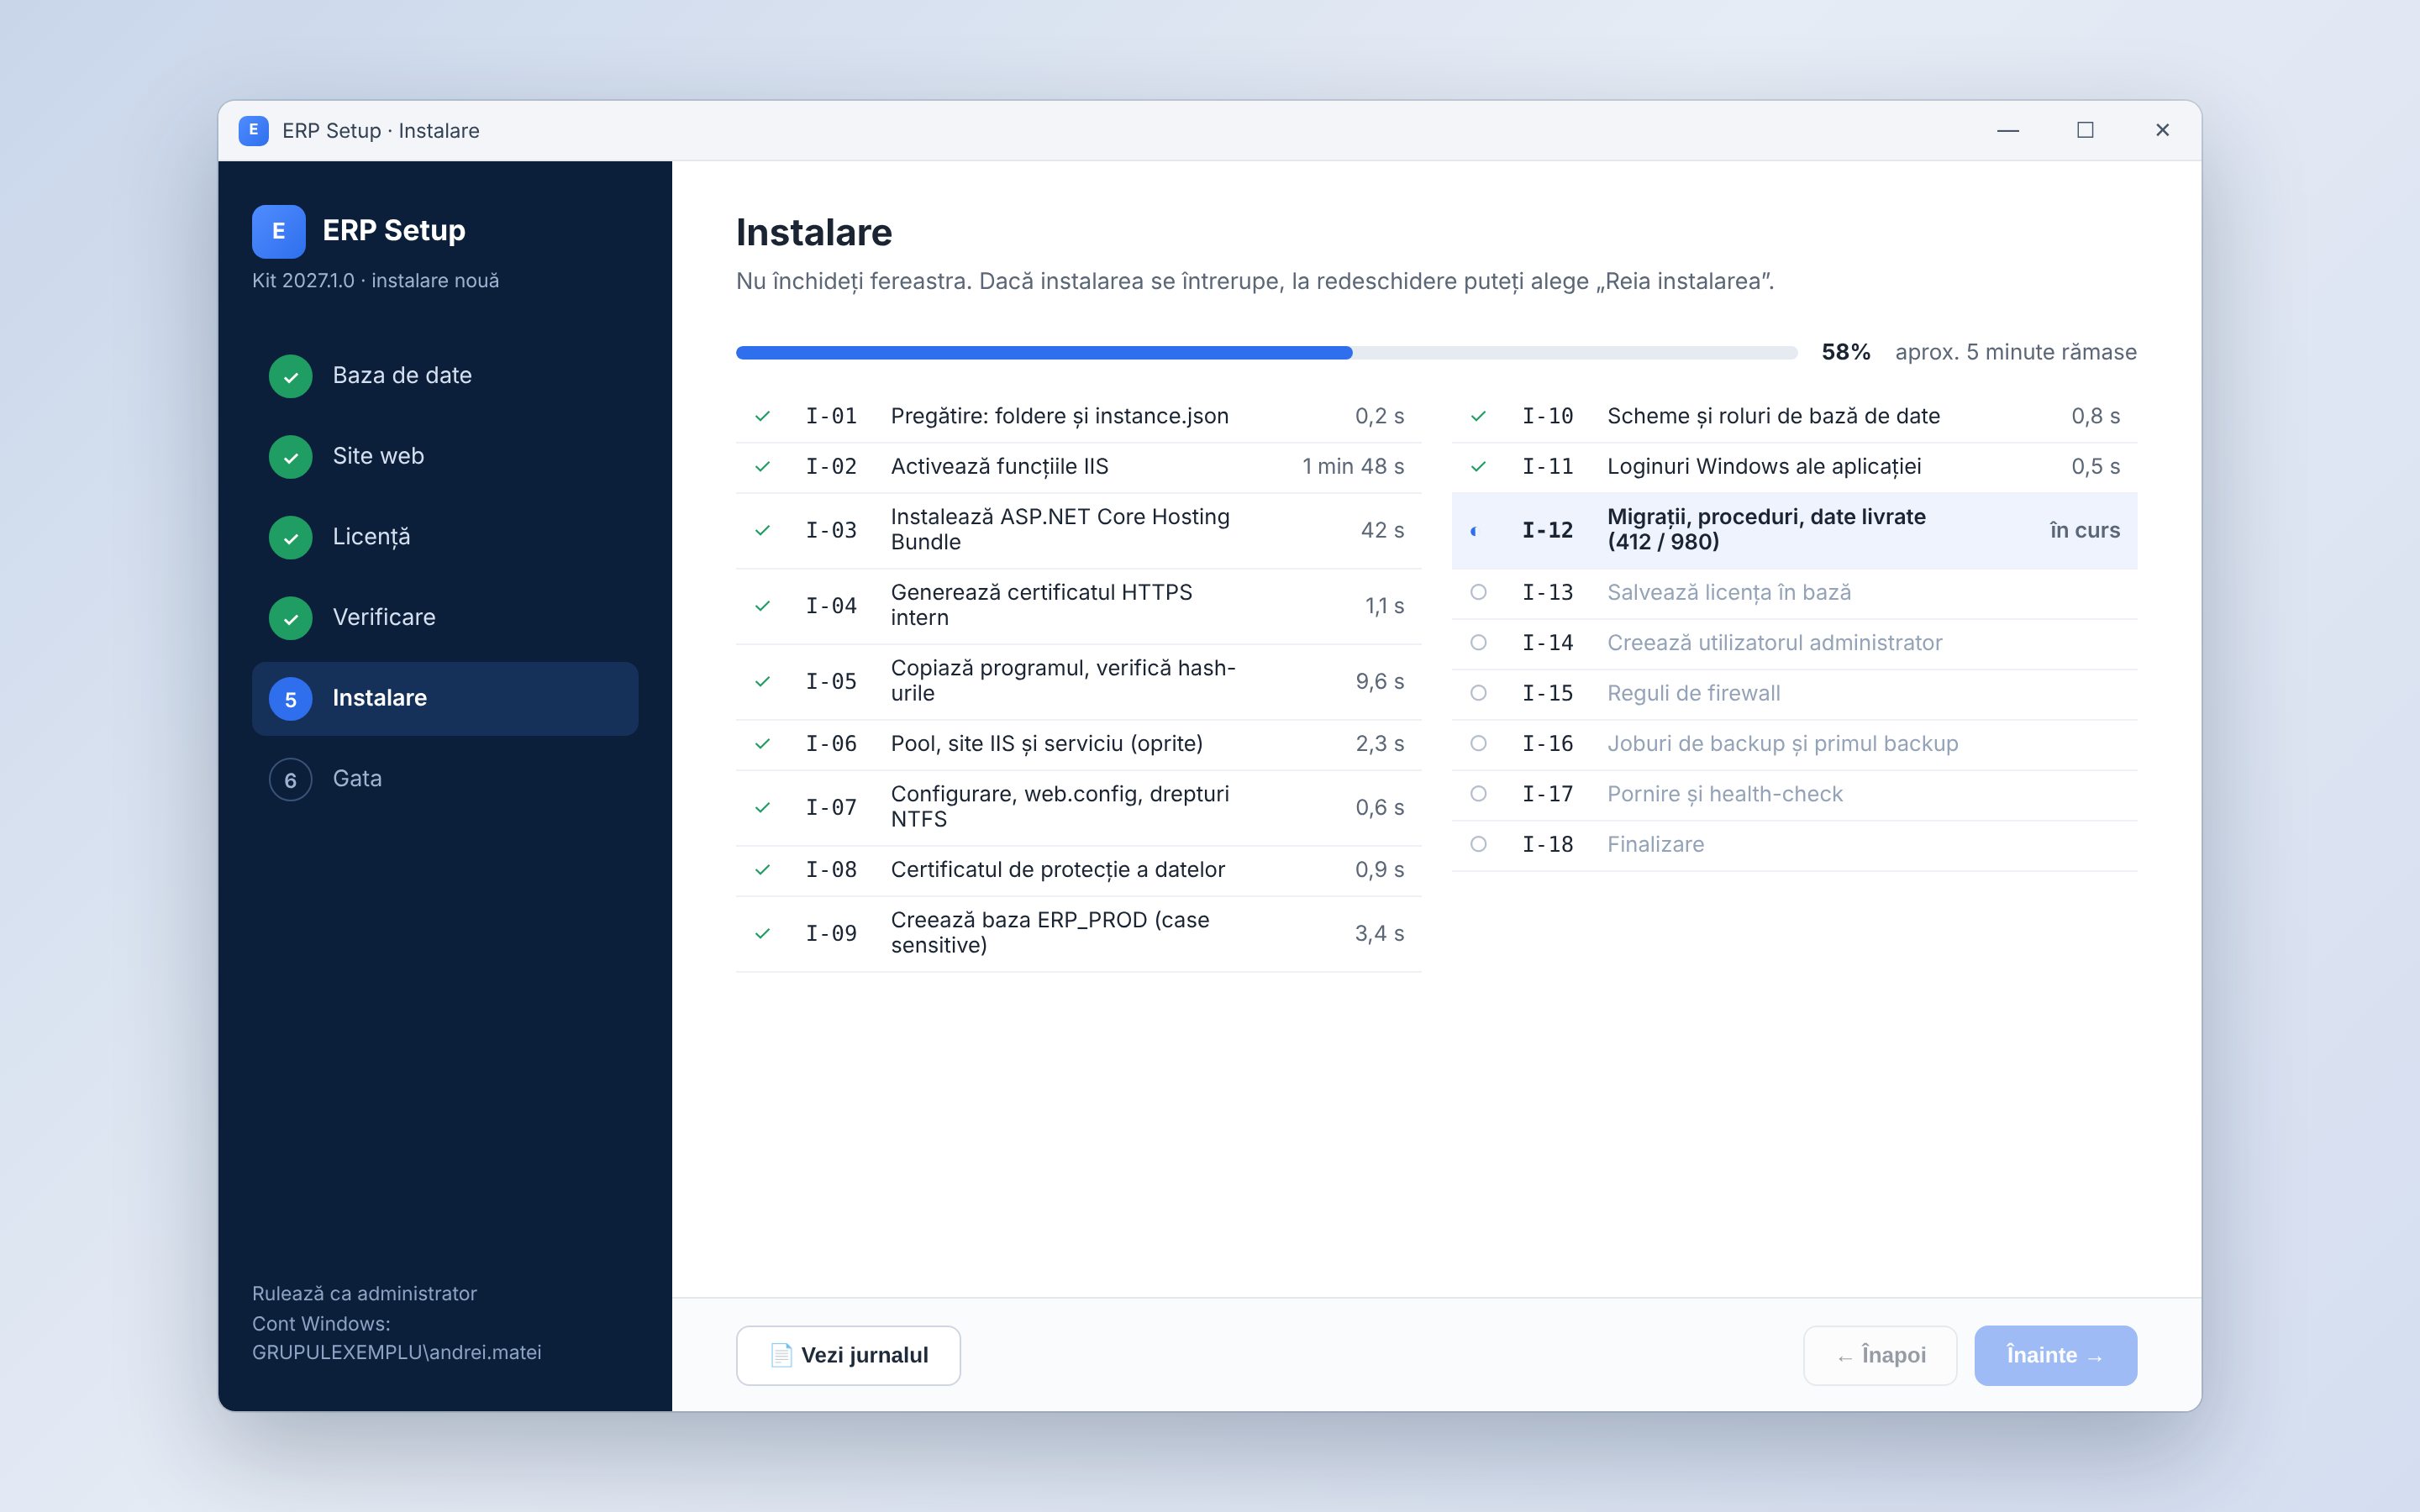 E ERP Setup · Instalare
E ERP Setup
Kit 2027.1.0 · instalare nouă
Baza de date
Site web
Licență
Verificare
5 Instalare
6 Gata
Rulează ca administrator
Cont Windows:
GRUPULEXEMPLU\andrei.matei
Instalare
Nu închideți fereastra. Dacă instalarea se întrerupe, la redeschidere puteți alege „Reia instalarea”.
58% aprox. 5 minute rămase
I-01 Pregătire: foldere și instance.json 0,2 s
I-02 Activează funcțiile IIS 1 min 48 s
I-03 Instalează ASP.NET Core Hosting
Bundle 42 s
I-04 Generează certificatul HTTPS
intern 1,1 s
I-05 Copiază programul, verifică hash-
urile 9,6 s
I-06 Pool, site IIS și serviciu (oprite) 2,3 s
I-07 Configurare, web.config, drepturi
NTFS 0,6 s
I-08 Certificatul de protecție a datelor 0,9 s
I-09 Creează baza ERP_PROD (case
sensitive) 3,4 s
I-10 Scheme și roluri de bază de date 0,8 s
I-11 Loginuri Windows ale aplicației 0,5 s
I-12 Migrații, proceduri, date livrate
(412 / 980) în curs
I-13 Salvează licența în bază
I-14 Creează utilizatorul administrator
I-15 Reguli de firewall
I-16 Joburi de backup și primul backup
I-17 Pornire și health-check
I-18 Finalizare
Vezi jurnalul
← Înapoi
Înainte →